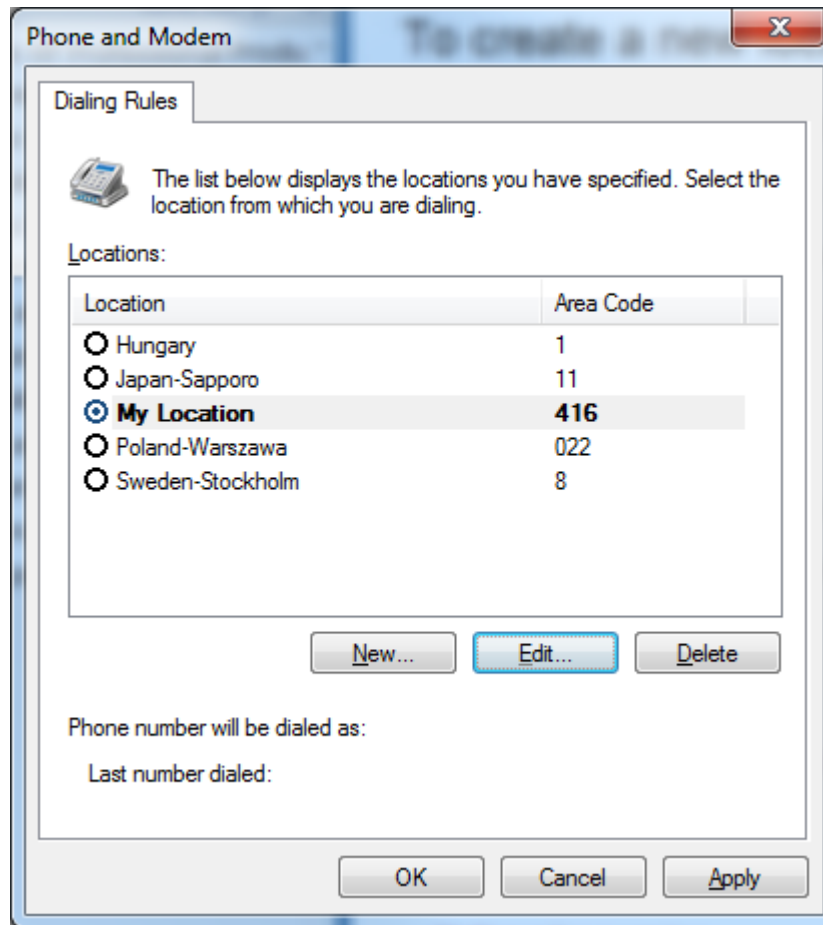 Phone and Modem
To create a new
Dialing Rules
The list below displays the locations you have specified. Select the
location from which you are dialing.
Locations:
Location Area Code
Hungary 1
Japan-Sapporo 11
My Location 416
Poland-Warszawa 022
Sweden-Stockholm 8
New... Edit... Delete
Phone number will be dialed as:
Last number dialed:
OK Cancel Apply